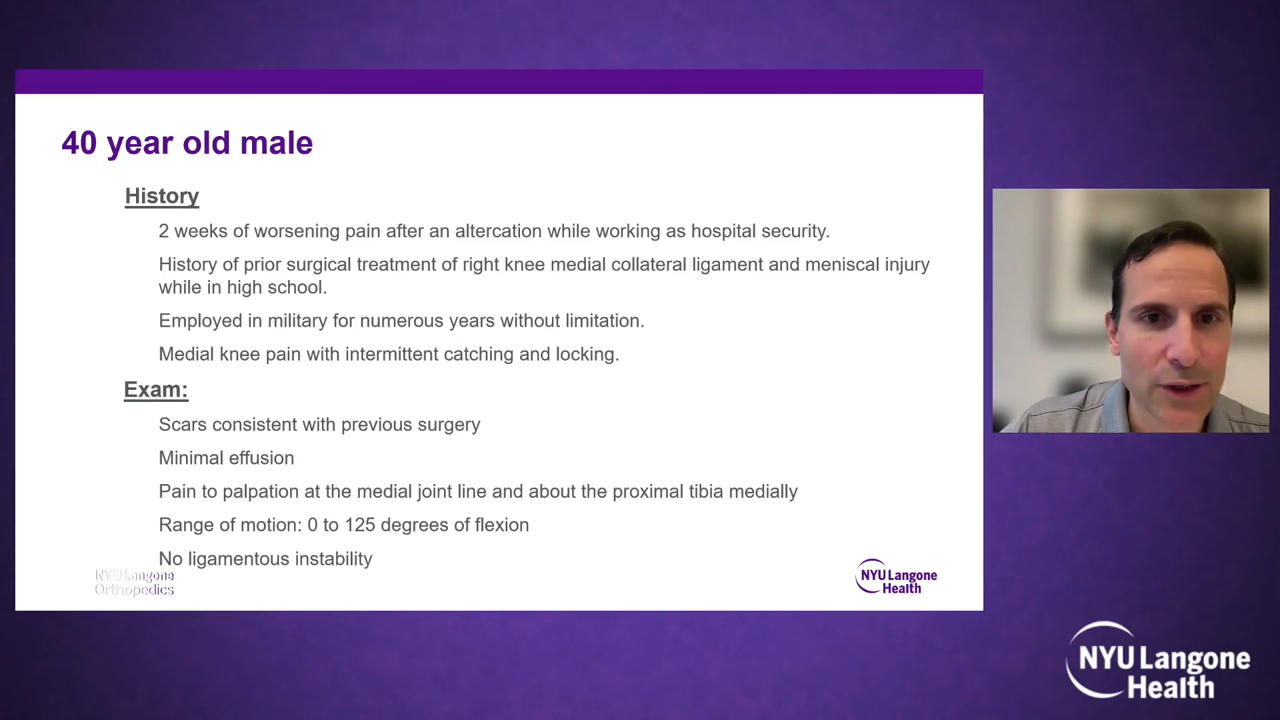 40 year old male
History
2 weeks of worsening pain after an altercation while working as hospital security.
History of prior surgical treatment of right knee medial collateral ligament and meniscal injury
while in high school.
Employed in military for numerous years without limitation.
Medial knee pain with intermittent catching and locking.
Exam:
Scars consistent with previous surgery
Minimal effusion
Pain to palpation at the medial joint line and about the proximal tibia medially
Range of motion: 0 to 125 degrees of flexion
No ligamentous instability
NYU Langone
Orthopedics
NYU Langone
Health
NYU Langone
Health